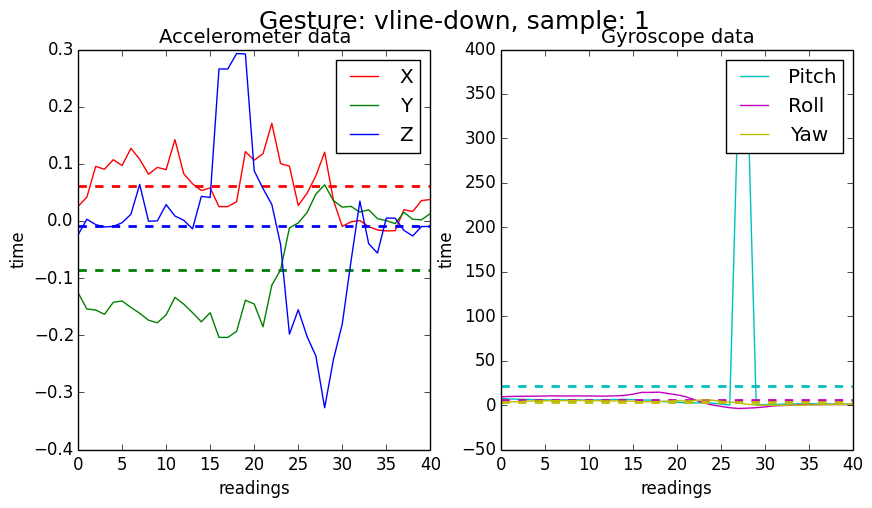 Gesture: vline-down, sample: 1
Accelerometer data
0.3
0.2
0.1
0.0
−0.1
−0.2
−0.3
−0.4
time
0
5
10
15
20
25
30
35
40
readings
X
Y
Z
Gyroscope data
400
350
300
250
200
150
100
50
0
−50
time
0
5
10
15
20
25
30
35
40
readings
Pitch
Roll
Yaw